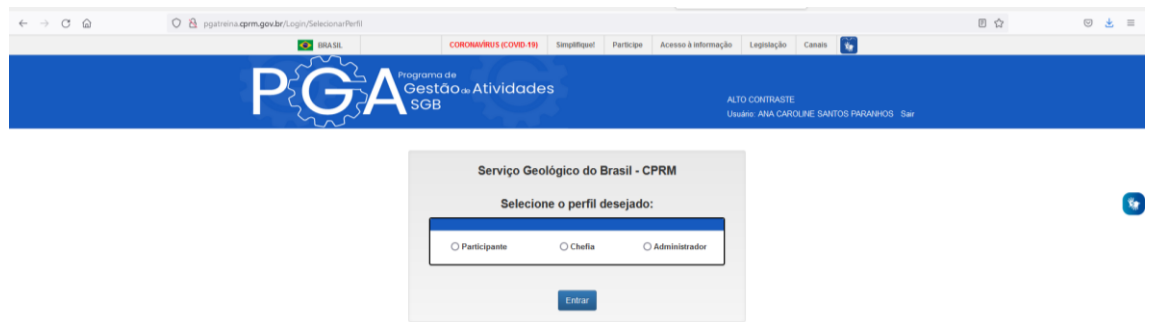 pgatreina.cprm.gov.br/Login/SelecionarPerfil
BRASIL CORONAVÍRUS (COVID-19) Simplifique! Participe Acesso à informação Legislação Canais
PGA
Programa de
Gestão de Atividades
SGB
ALTO CONTRASTE
Usuário: ANA CAROLINE SANTOS PARANHOS Sair
Serviço Geológico do Brasil - CPRM
Selecione o perfil desejado:
Participante Chefia Administrador
Entrar